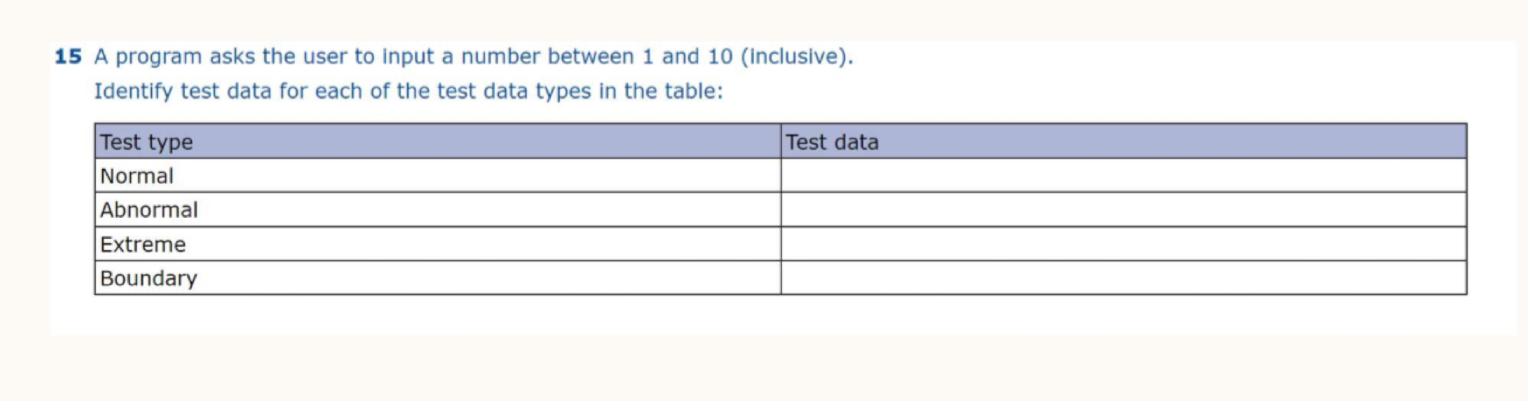 15 A program asks the user to input a number between 1 and 10 (inclusive).
Identify test data for each of the test data types in the table:
Test type Test data
Normal
Abnormal
Extreme
Boundary